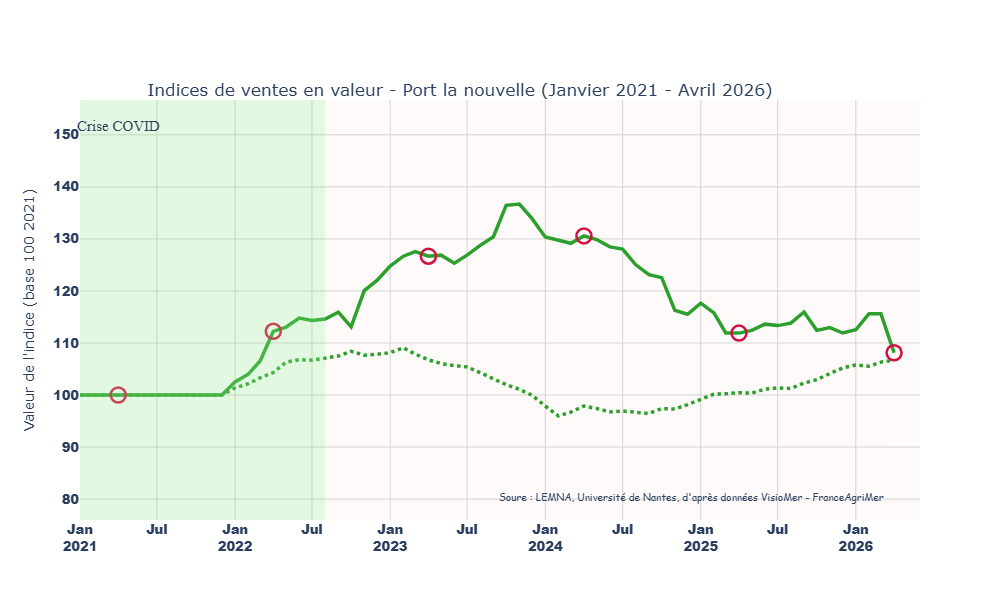 Indices de ventes en valeur - Port la nouvelle (Janvier 2021 - Avril 2026)
Crise COVID
Valeur de l'indice (base 100 2021)
150
140
130
120
110
100
90
80
Soure : LEMNA, Université de Nantes, d'après données VisioMer - FranceAgriMer
Jan Jul Jan Jul Jan Jul Jan Jul Jan Jul Jan
2021 2022 2023 2024 2025 2026